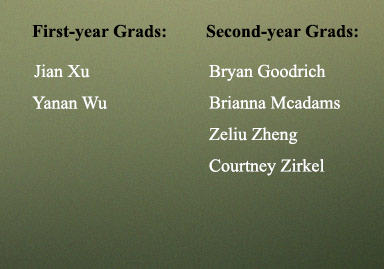 First-year Grads:
Jian Xu
Yanan Wu
Second-year Grads:
Bryan Goodrich
Brianna Mcadams
Zeliu Zheng
Courtney Zirkel